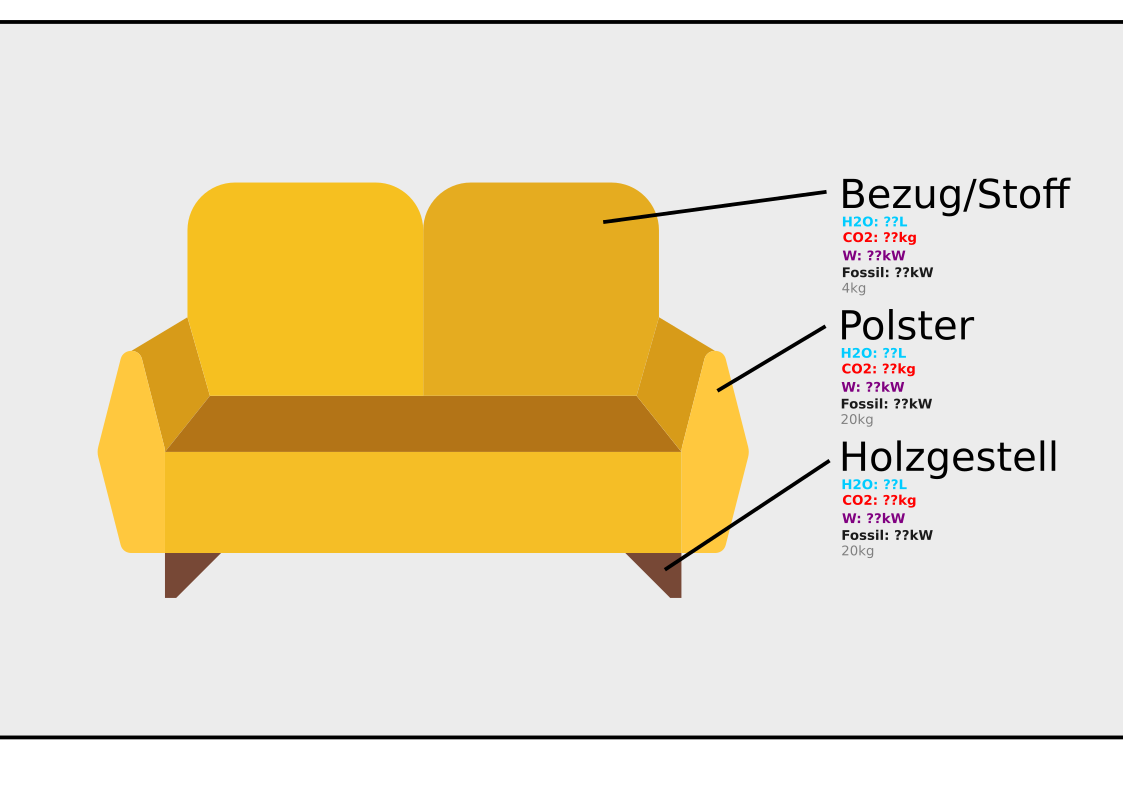 Bezug/Stoff
H2O: ??L
CO2: ??kg
W: ??kW
Fossil: ??kW
4kg
Polster
H2O: ??L
CO2: ??kg
W: ??kW
Fossil: ??kW
20kg
Holzgestell
H2O: ??L
CO2: ??kg
W: ??kW
Fossil: ??kW
20kg